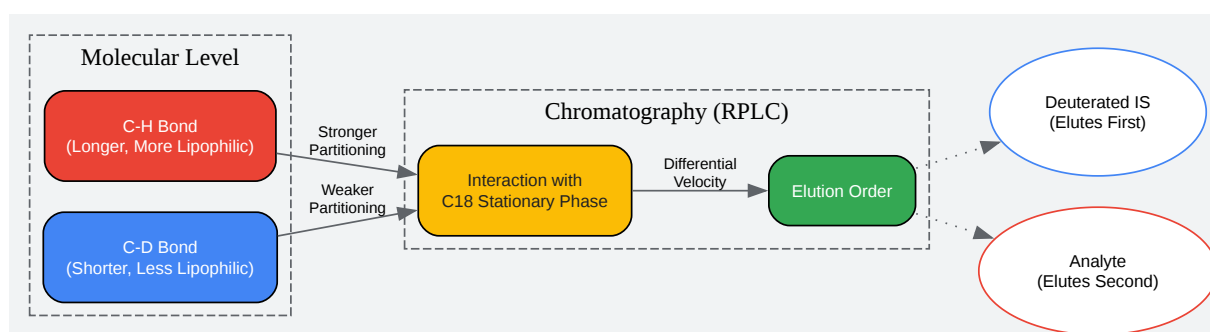 Molecular Level
C-H Bond
(Longer, More Lipophilic)
C-D Bond
(Shorter, Less Lipophilic)
Stronger
Partitioning
Weaker
Partitioning
Chromatography (RPLC)
Interaction with
C18 Stationary Phase
Differential
Velocity
Elution Order
Deuterated IS
(Elutes First)
Analyte
(Elutes Second)